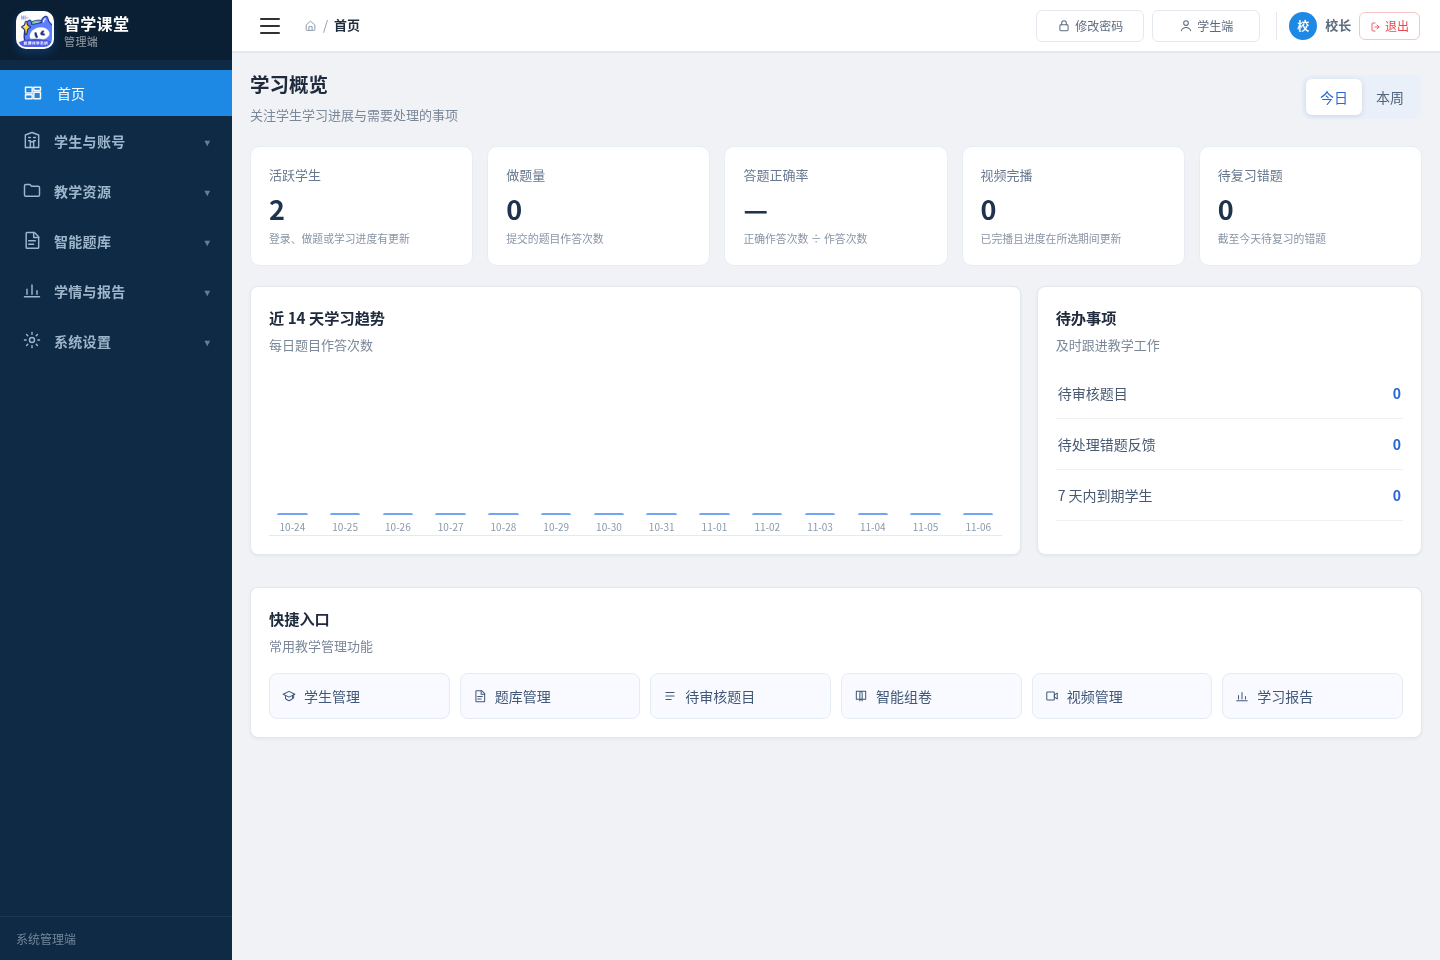 智学课堂
管理端
首页
学生与账号
教学资源
智能题库
学情与报告
系统设置
系统管理端
/ 首页
修改密码
学生端
校
校长
退出
学习概览
关注学生学习进展与需要处理的事项
今日
本周
活跃学生
2
登录、做题或学习进度有更新
做题量
0
提交的题目作答次数
答题正确率
—
正确作答次数 ÷ 作答次数
视频完播
0
已完播且进度在所选期间更新
待复习错题
0
截至今天待复习的错题
近 14 天学习趋势
每日题目作答次数
10-24 10-25 10-26 10-27 10-28 10-29 10-30 10-31 11-01 11-02 11-03 11-04 11-05 11-06
待办事项
及时跟进教学工作
待审核题目 0
待处理错题反馈 0
7 天内到期学生 0
快捷入口
常用教学管理功能
学生管理
题库管理
待审核题目
智能组卷
视频管理
学习报告